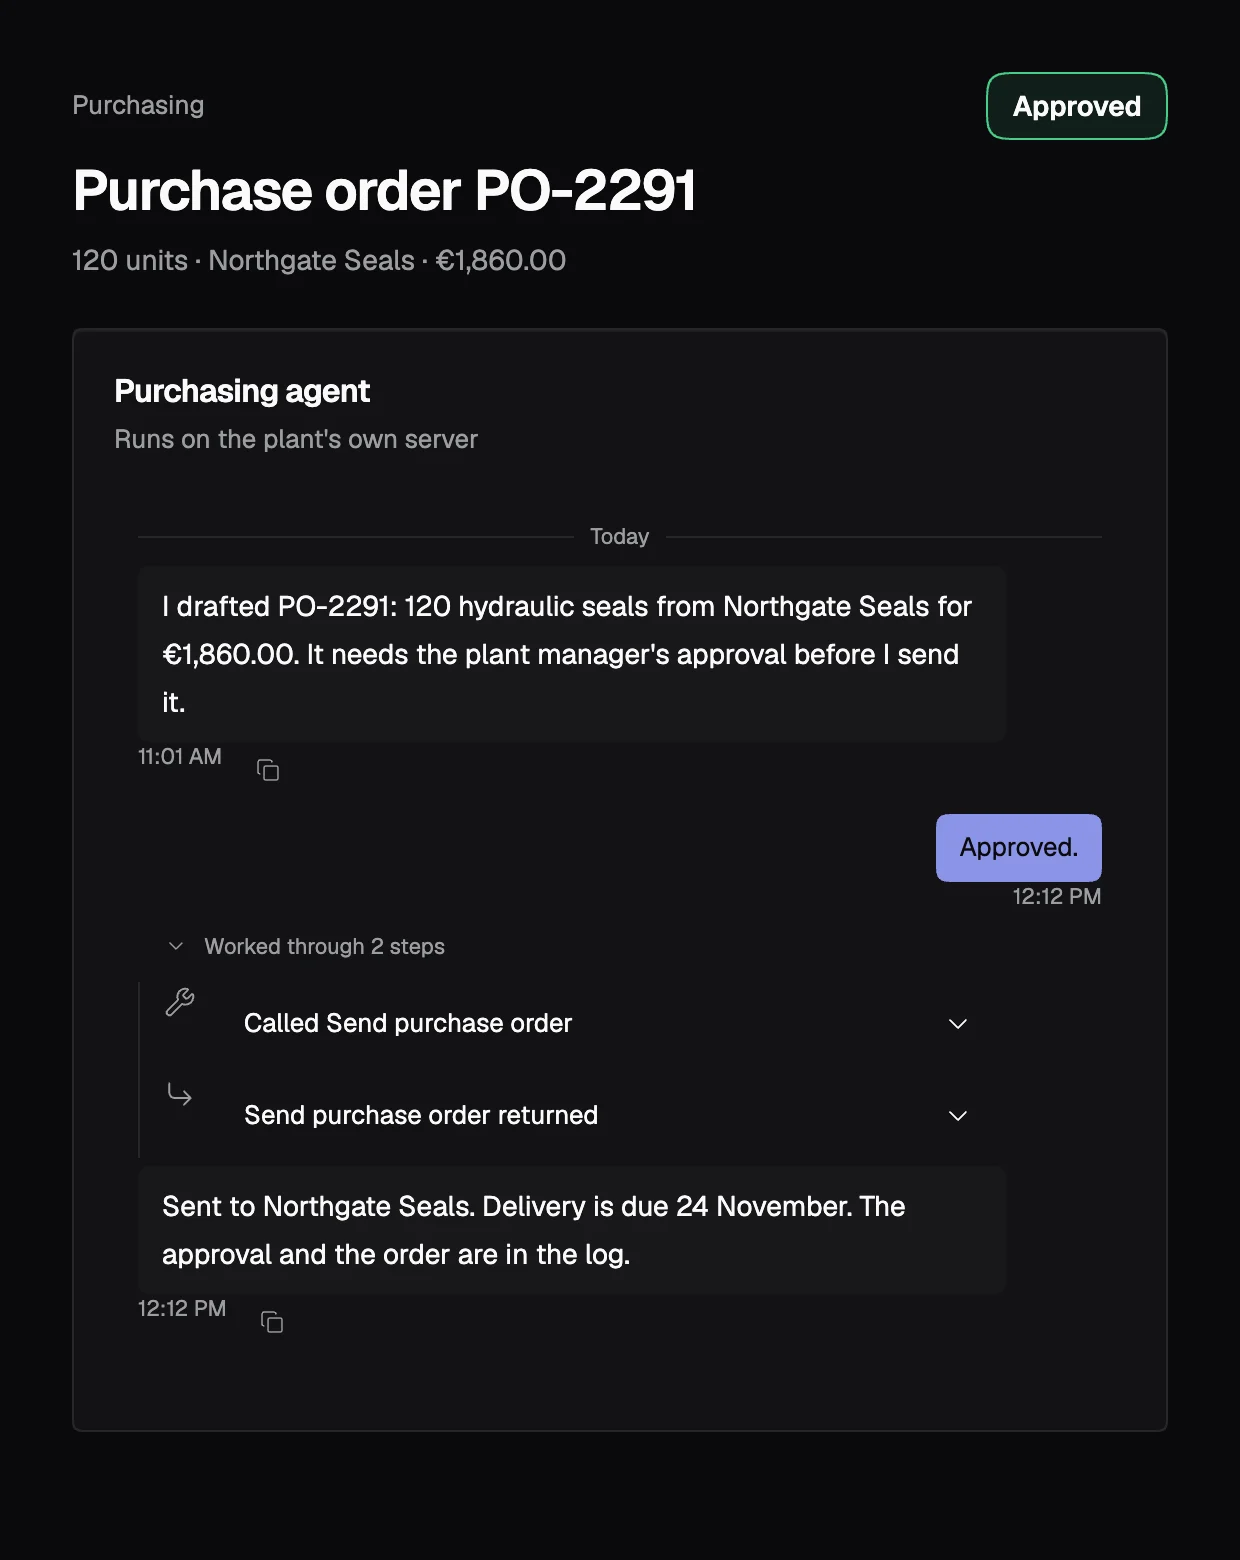 Purchasing
Approved
Purchase order PO-2291
120 units · Northgate Seals · €1,860.00
Purchasing agent
Runs on the plant's own server
Today
I drafted PO-2291: 120 hydraulic seals from Northgate Seals for
€1,860.00. It needs the plant manager's approval before I send
it.
11:01 AM
Approved.
12:12 PM
Worked through 2 steps
Called Send purchase order
Send purchase order returned
Sent to Northgate Seals. Delivery is due 24 November. The
approval and the order are in the log.
12:12 PM